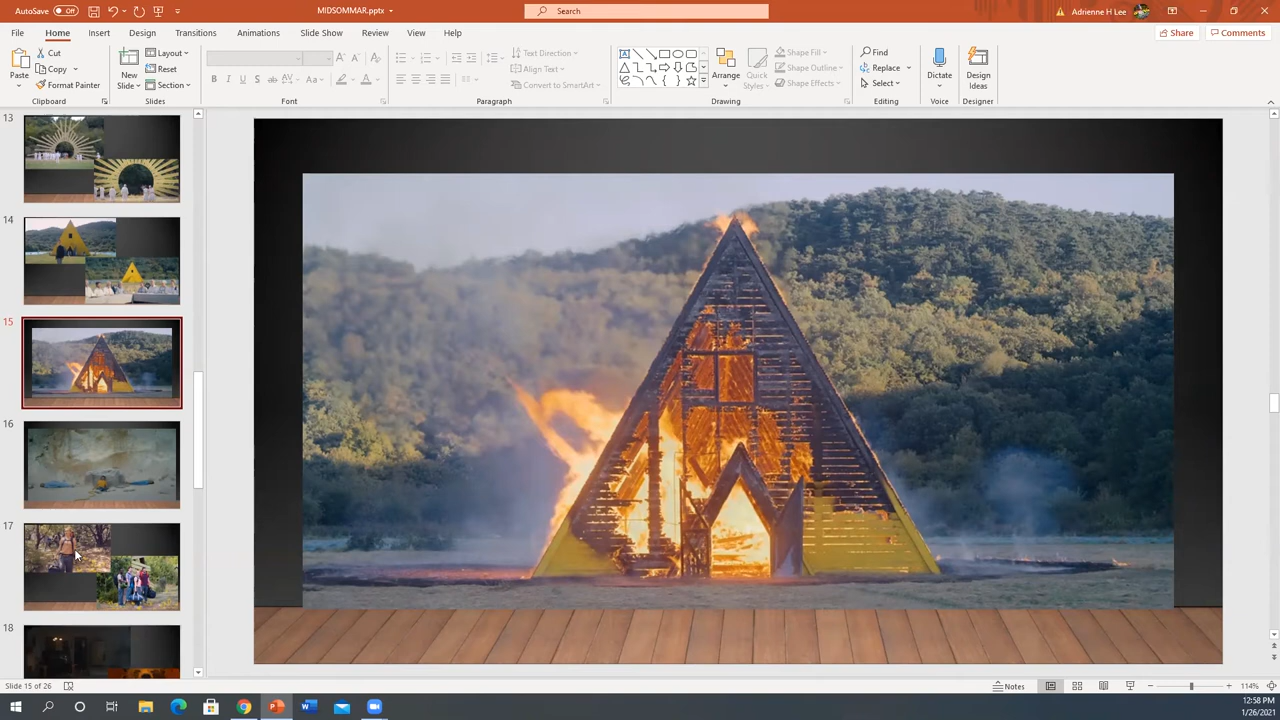 AutoSave Off MIDSOMMAR.pptx Search Adrienne H Lee
File Home Insert Design Transitions Animations Slide Show Review View Help Share Comments
Paste Cut Copy Format Painter
Clipboard
New Slide Layout Reset Section
Slides
B I U S ab AV Aa A A A A
Font
Text Direction Align Text Convert to SmartArt
Paragraph
Arrange Quick Styles Shape Fill Shape Outline Shape Effects
Drawing
Find Replace Select
Editing
Dictate
Voice
Design Ideas
Designer
13
14
15
16
17
18
Slide 15 of 26 Notes 114%
12:58 PM
1/26/2021